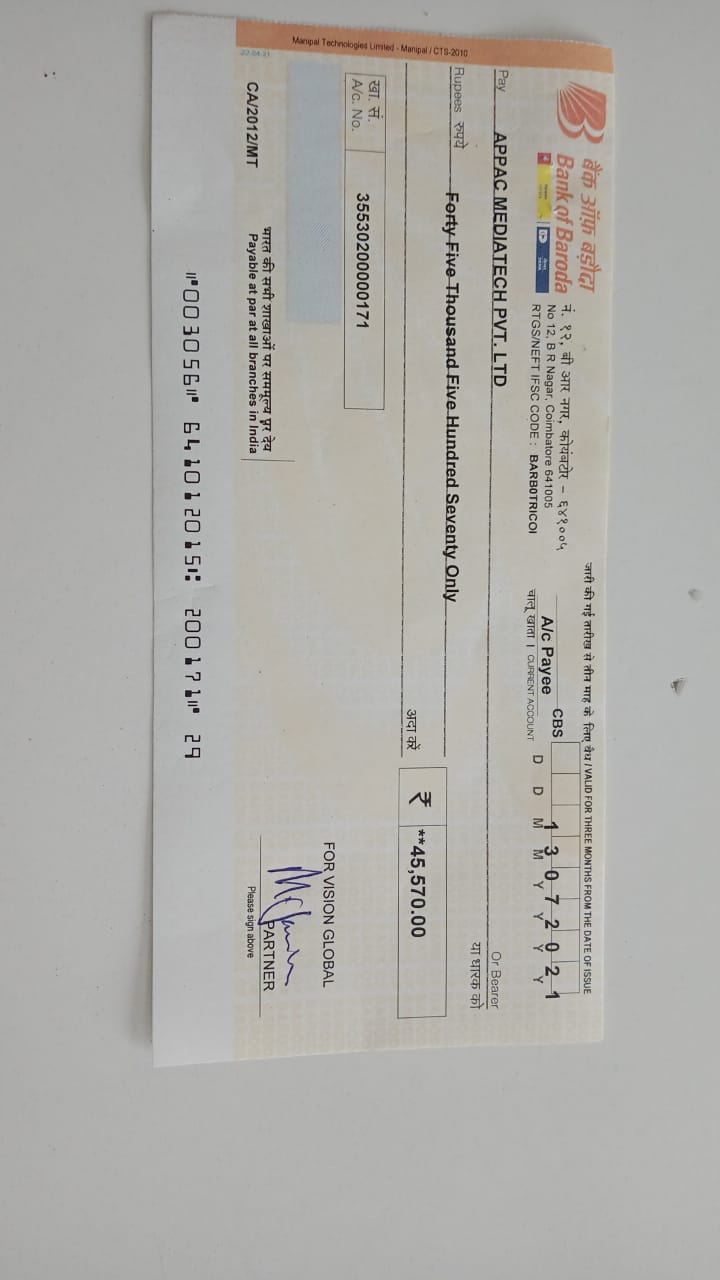 जारी की गई तारीख से तीन माह के लिए वैध / VALID FOR THREE MONTHS FROM THE DATE OF ISSUE
बैंक ऑफ़ बड़ौदा
Bank of Baroda
नं. १२, बी आर नगर, कोयंबटोर – ६४१००५
No 12, B R Nagar, Coimbatore 641005
RTGS/NEFT IFSC CODE : BARB0TRICOI
CBS
A/c Payee
चालू खाता | CURRENT ACCOUNT
1 3 0 7 2 0 2 1
D D M M Y Y Y Y
Pay APPAC MEDIATECH PVT. LTD Or Bearer
या धारक को
Rupees रुपये Forty Five Thousand Five Hundred Seventy Only
अदा करें ₹ **45,570.00
खा. सं.
A/c. No. 35530200000171
FOR VISION GLOBAL
PARTNER
Please sign above
CA/2012/MT
भारत की सभी शाखाओं पर सममूल्य पर देय
Payable at par at all branches in India
Manipal Technologies Limited - Manipal / CTS-2010
22-04-21
⑈003056⑈ 641012015⑆ 200171⑈ 29